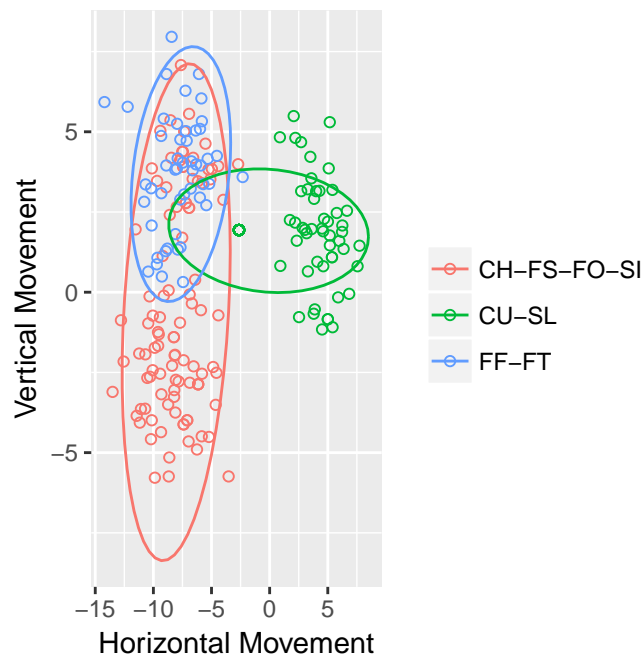 Vertical Movement
5
0
−5
−15 −10 −5 0 5
Horizontal Movement
CH−FS−FO−SI
CU−SL
FF−FT